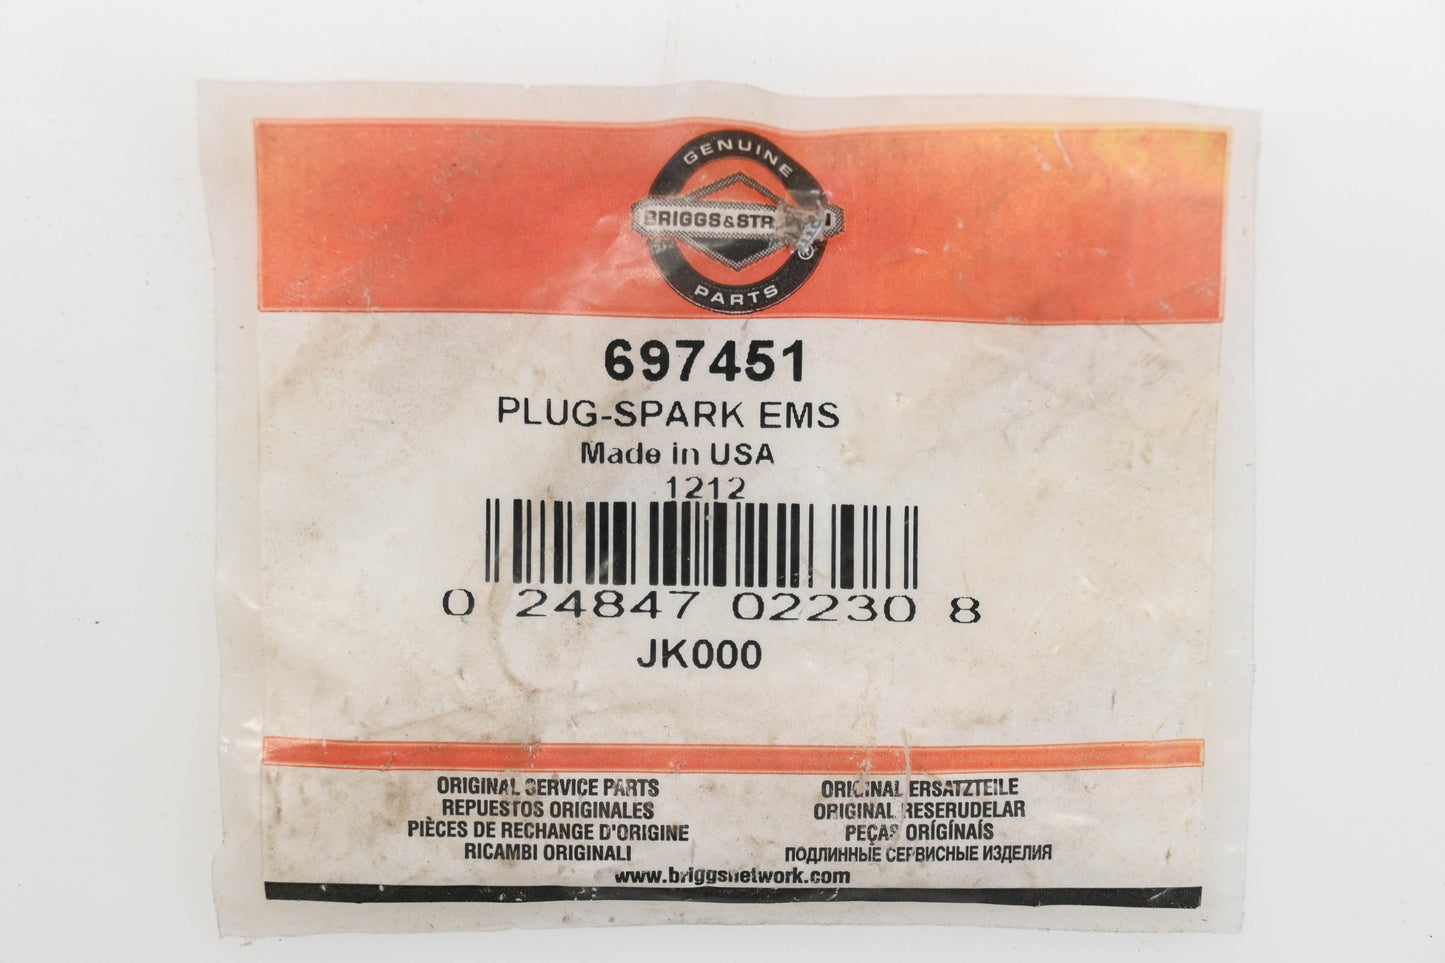 GENUINE
BRIGGS&STR N
PARTS
697451
PLUG-SPARK EMS
Made in USA
1212
0 24847 02230 8
JK000
ORIGINAL SERVICE PARTS
REPUESTOS ORIGINALES
PIÈCES DE RECHANGE D'ORIGINE
RICAMBI ORIGINALI
ORIGINAL ERSATZTEILE
ORIGINAL RESERUDELAR
PEÇAS ORÍGÍNAÍS
ПОДЛИННЫЕ СЕРВИСНЫЕ ИЗДЕЛИЯ
www.briggsnetwork.com